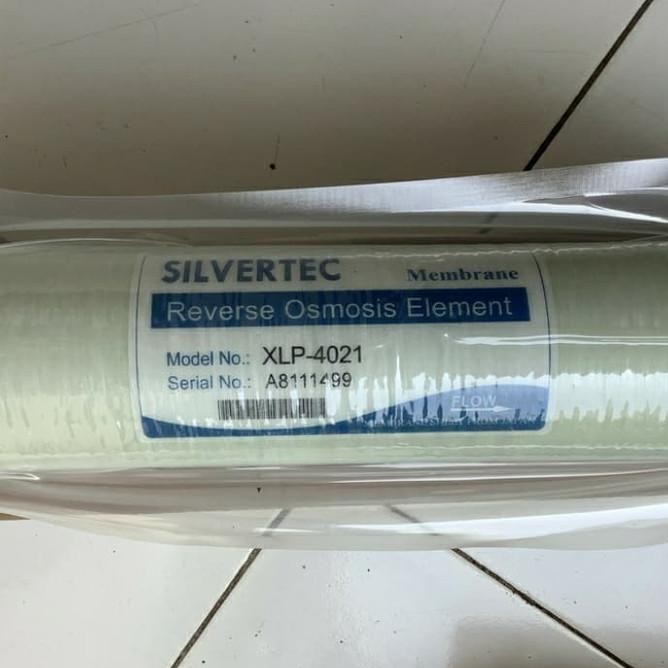 SILVERTEC Membrane
Reverse Osmosis Element
Model No.: XLP-4021
Serial No.: A8111499
FLOW